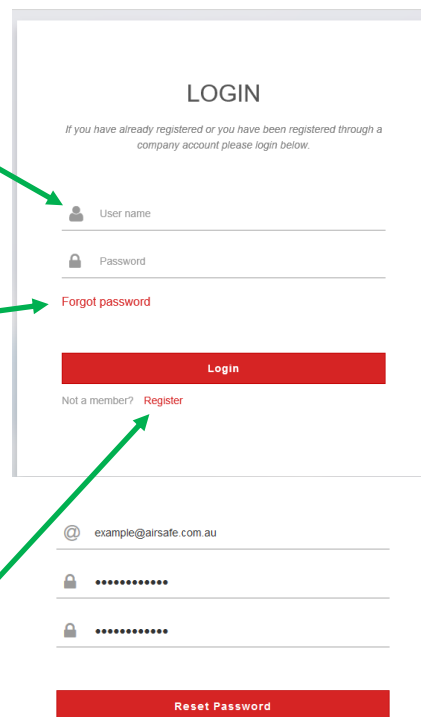 LOGIN
If you have already registered or you have been registered through a
company account please login below.
User name
Password
Forgot password
Login
Not a member? Register
@ example@airsafe.com.au
••••••••••••
••••••••••••
Reset Password